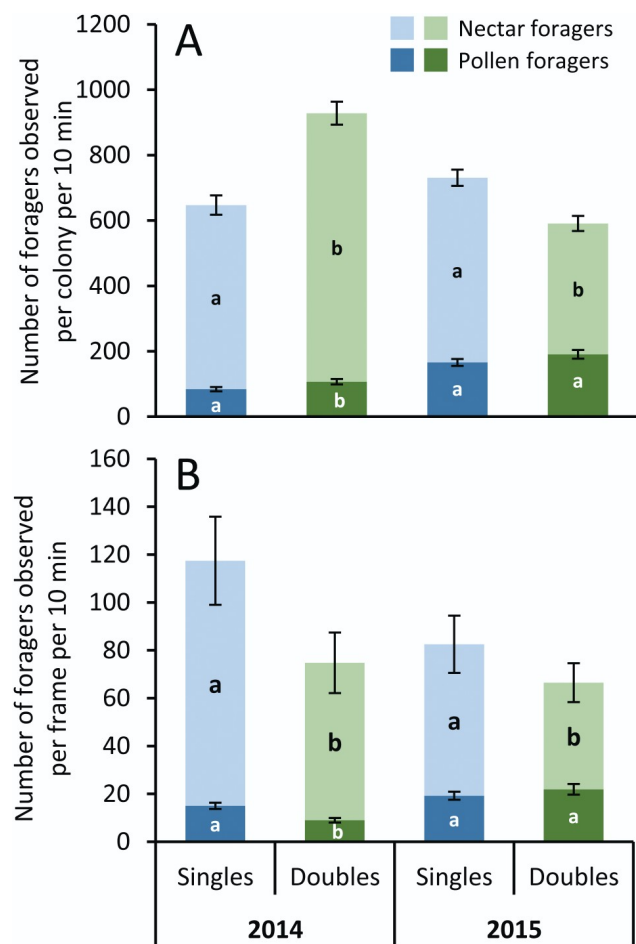 A
Nectar foragers
Pollen foragers
Number of foragers observed
per colony per 10 min
1200
1000
800
600
400
200
0
a
b
a
b
a
b
a
a
B
Number of foragers observed
per frame per 10 min
160
140
120
100
80
60
40
20
0
a
b
a
b
a
b
a
a
Singles Doubles Singles Doubles
2014 2015